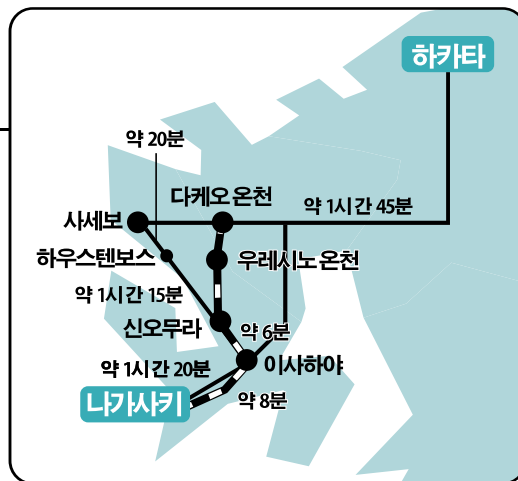 하카타
약 20분
다케오 온천
약 1시간 45분
사세보
하우스텐보스
우레시노 온천
약 1시간 15분
신오무라
약 6분
약 1시간 20분
이사하야
나가사키
약 8분